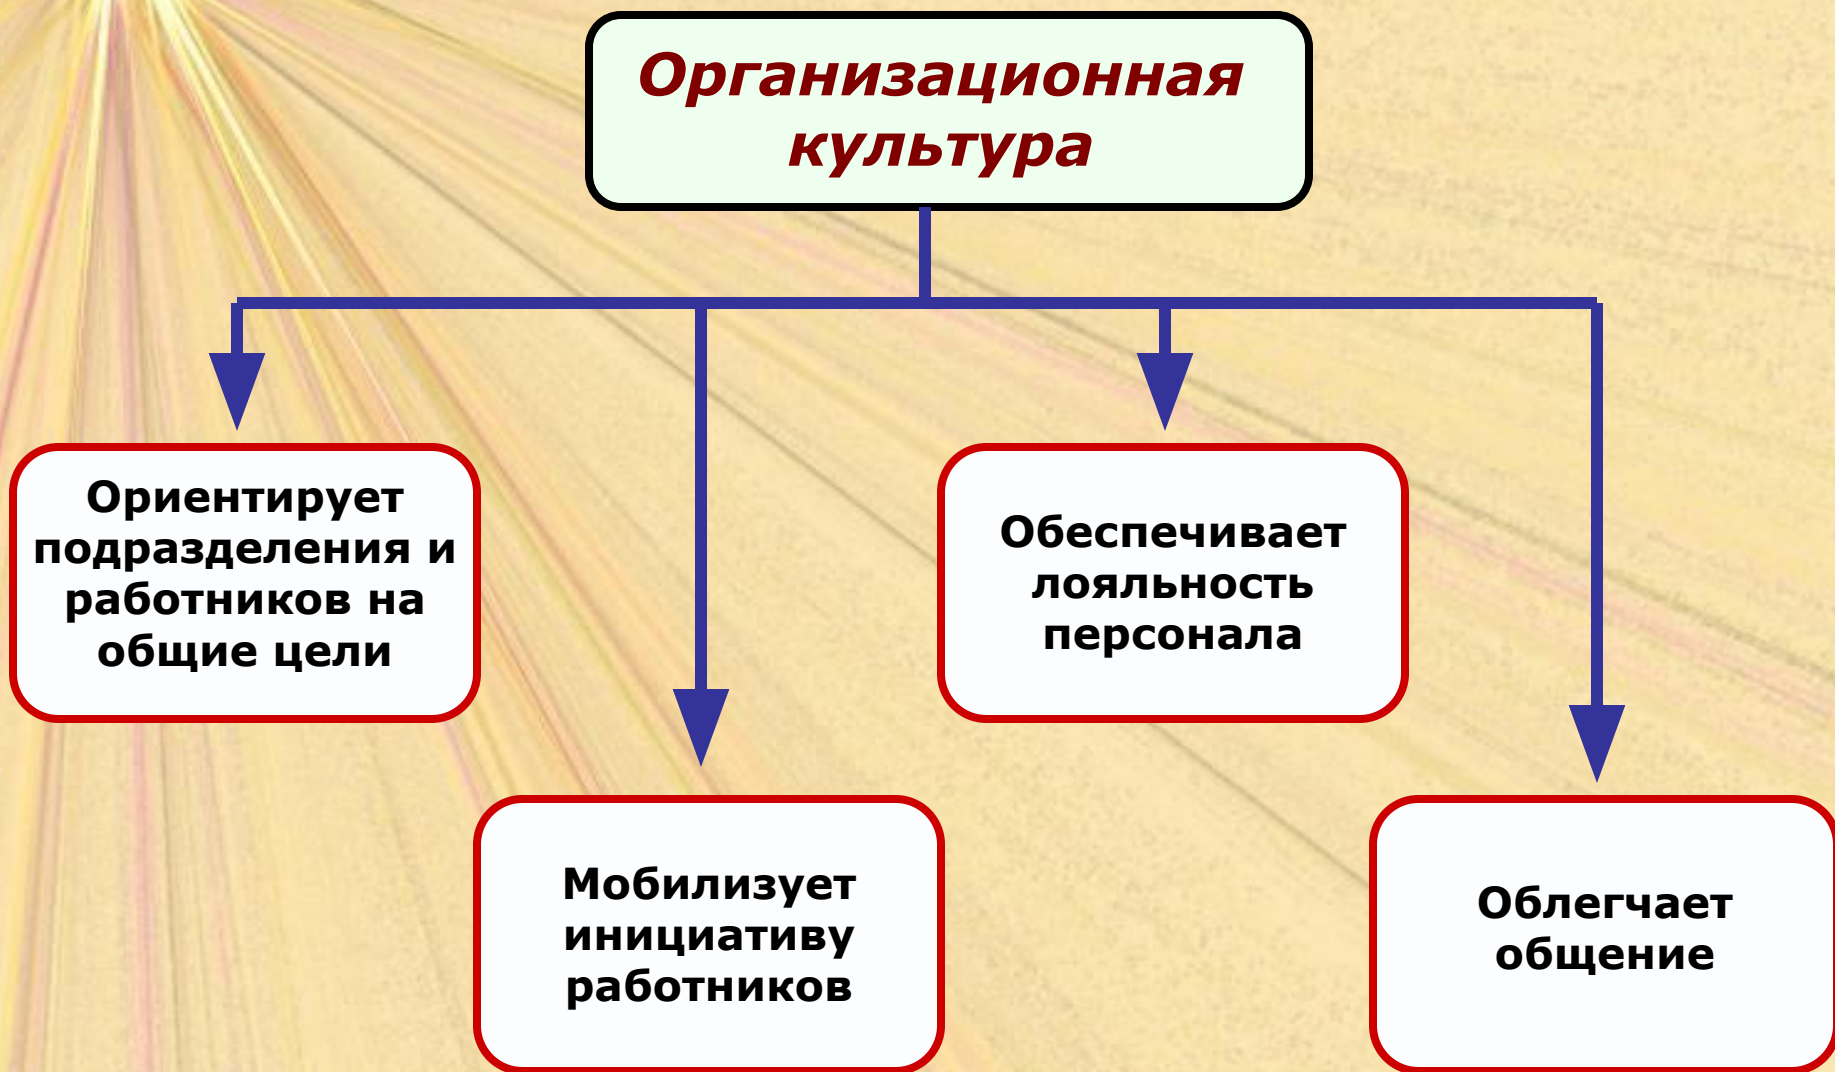 Организационная
культура
Ориентирует
подразделения и
работников на
общие цели
Мобилизует
инициативу
работников
Обеспечивает
лояльность
персонала
Облегчает
общение